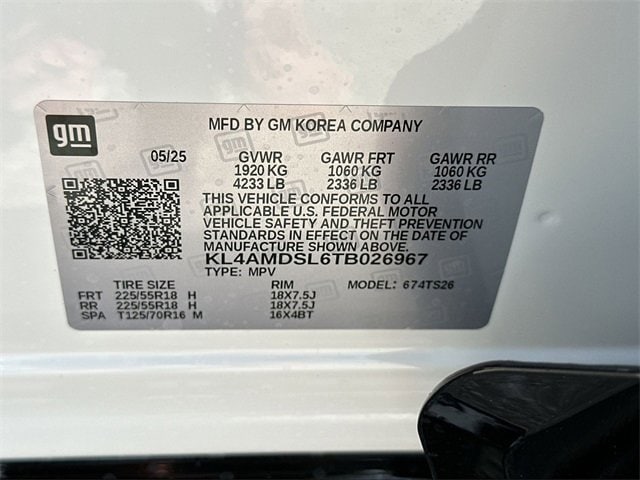 gm
MFD BY GM KOREA COMPANY
05/25 GVWR GAWR FRT GAWR RR
1920 KG 1060 KG 1060 KG
4233 LB 2336 LB 2336 LB
THIS VEHICLE CONFORMS TO ALL
APPLICABLE U.S. FEDERAL MOTOR
VEHICLE SAFETY AND THEFT PREVENTION
STANDARDS IN EFFECT ON THE DATE OF
MANUFACTURE SHOWN ABOVE.
KL4AMDSL6TB026967
TYPE: MPV
TIRE SIZE RIM MODEL: 674TS26
FRT 225/55R18 H 18X7.5J
RR 225/55R18 H 18X7.5J
SPA T125/70R16 M 16X4BT